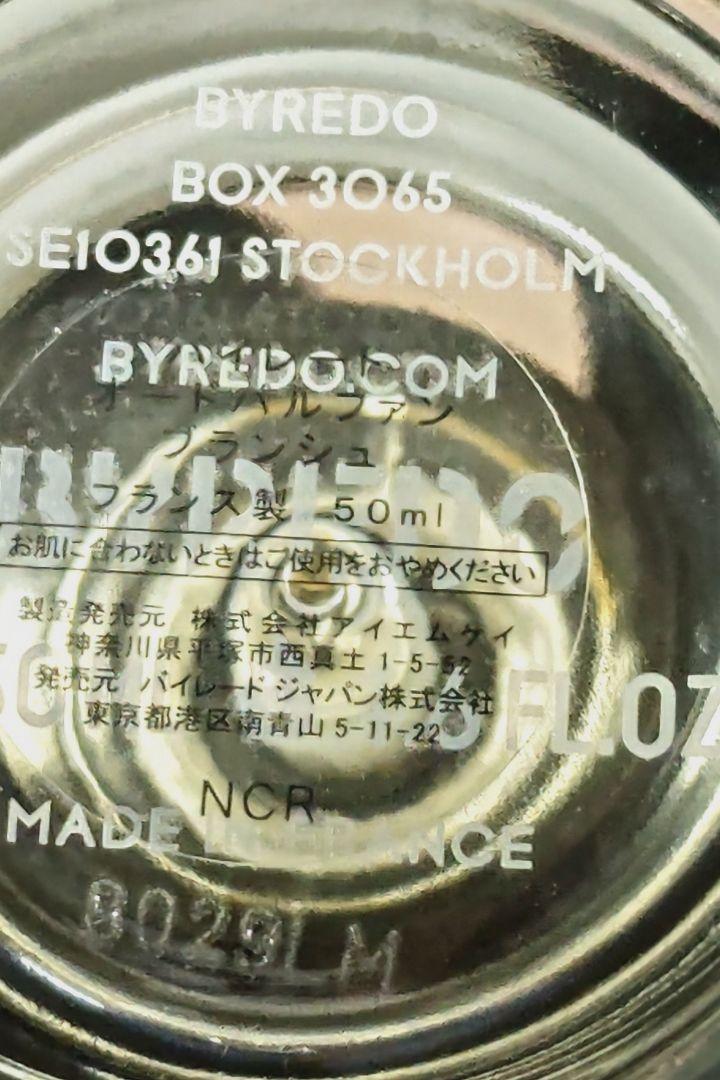 BYREDO
BOX 3065
SE10361 STOCKHOLM
BYREDO.COM
オードパルファン
ブランシュ
フランス製 50ml
BYREDO
お肌に合わないときはご使用をおやめください
製造発売元 株式会社アイエムケイ
神奈川県平塚市西真土 1-5-52
発売元 バイレード ジャパン株式会社
FL.OZ
東京都港区南青山 5-11-22
NCR
MADE IN FRANCE
8029LM